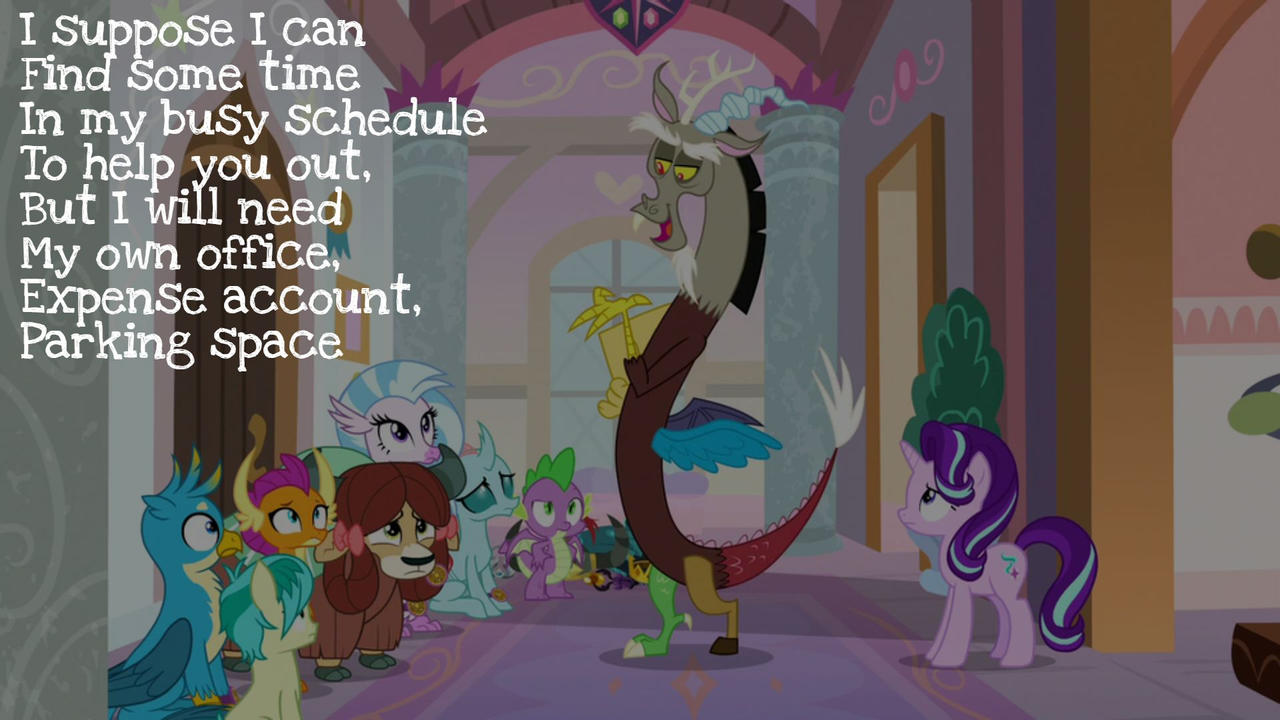 I suppose I can
Find some time
In my busy schedule
To help you out,
But I will need
My own office,
Expense account,
Parking space